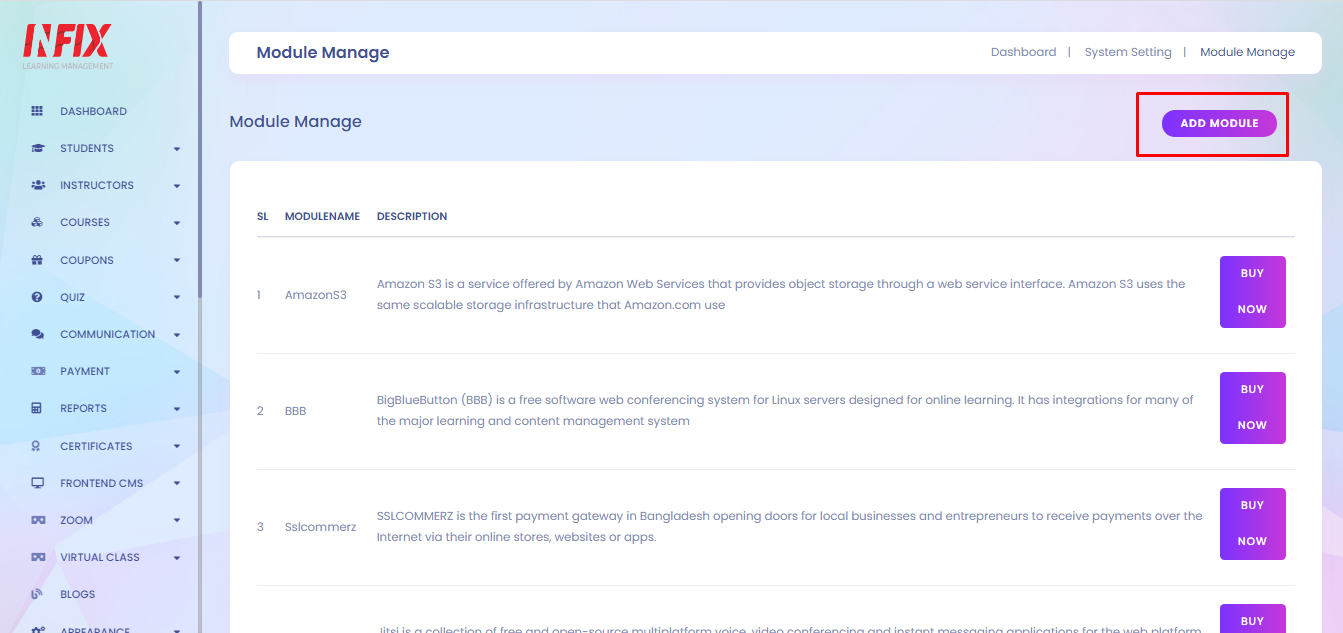 INFIX
LEARNING MANAGEMENT
DASHBOARD
STUDENTS
INSTRUCTORS
COURSES
COUPONS
QUIZ
COMMUNICATION
PAYMENT
REPORTS
CERTIFICATES
FRONTEND CMS
ZOOM
VIRTUAL CLASS
BLOGS
APPEARANCE
Module Manage
Dashboard | System Setting | Module Manage
Module Manage
ADD MODULE
SL MODULENAME DESCRIPTION
1 AmazonS3
Amazon S3 is a service offered by Amazon Web Services that provides object storage through a web service interface. Amazon S3 uses the
same scalable storage infrastructure that Amazon.com use
BUY
NOW
2 BBB
BigBlueButton (BBB) is a free software web conferencing system for Linux servers designed for online learning. It has integrations for many of
the major learning and content management system
BUY
NOW
3 Sslcommerz
SSLCOMMERZ is the first payment gateway in Bangladesh opening doors for local businesses and entrepreneurs to receive payments over the
Internet via their online stores, websites or apps.
BUY
NOW
Jitsi is a collection of free and open-source multiplatform voice, video conferencing and instant messaging applications for the web platform,
BUY